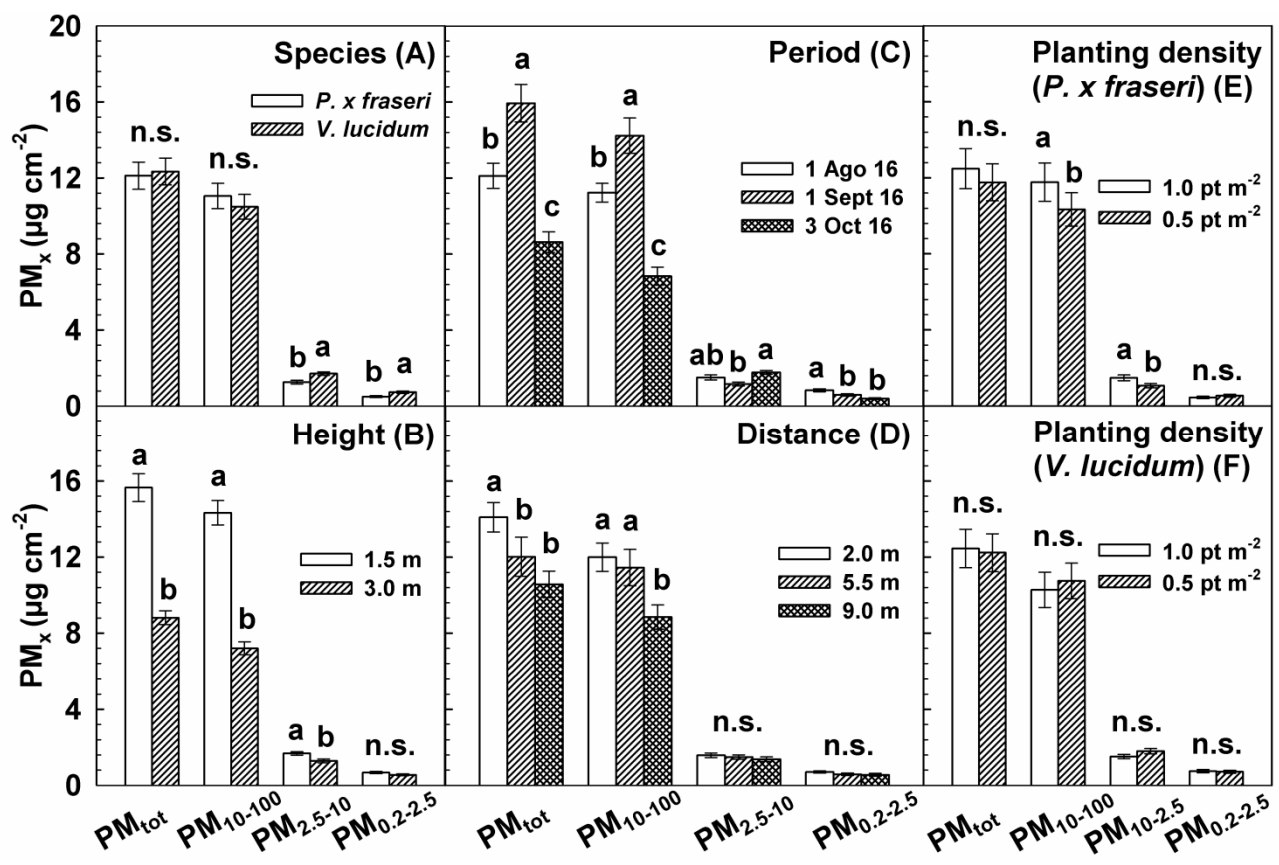 PMₓ (µg cm⁻²)
20
16
12
8
4
0
Species (A)
P. x fraseri
V. lucidum
n.s.
n.s.
b
a
b
a
Period (C)
1 Ago 16
1 Sept 16
3 Oct 16
b
a
c
b
a
c
ab
b
a
a
b
b
Planting density
(P. x fraseri) (E)
1.0 pt m⁻²
0.5 pt m⁻²
n.s.
a
b
a
b
n.s.
PMₓ (µg cm⁻²)
16
12
8
4
0
Height (B)
1.5 m
3.0 m
a
b
a
b
a
b
n.s.
Distance (D)
2.0 m
5.5 m
9.0 m
a
b
b
a
a
b
n.s.
n.s.
Planting density
(V. lucidum) (F)
1.0 pt m⁻²
0.5 pt m⁻²
n.s.
n.s.
n.s.
n.s.
PMtot
PM10-100
PM2.5-10
PM0.2-2.5
PMtot
PM10-100
PM2.5-10
PM0.2-2.5
PMtot
PM10-100
PM10-2.5
PM0.2-2.5